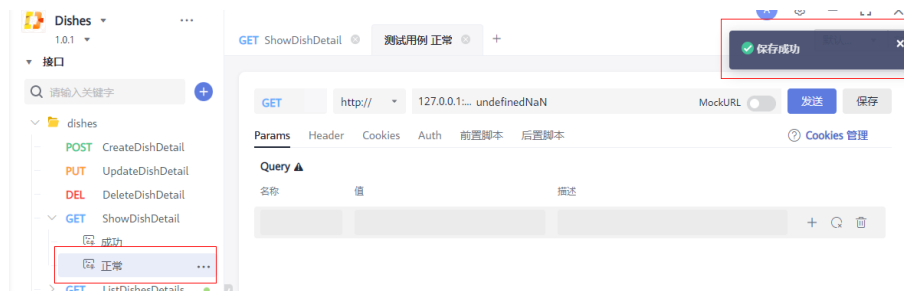 Dishes
1.0.1
接口
请输入关键字
dishes
POST CreateDishDetail
PUT UpdateDishDetail
DEL DeleteDishDetail
GET ShowDishDetail
成功
正常
GET ListDishesDetails
GET ShowDishDetail
测试用例 正常
保存成功
GET http:// 127.0.0.1:... undefinedNaN MockURL 发送 保存
Params Header Cookies Auth 前置脚本 后置脚本 Cookies 管理
Query
名称 值 描述